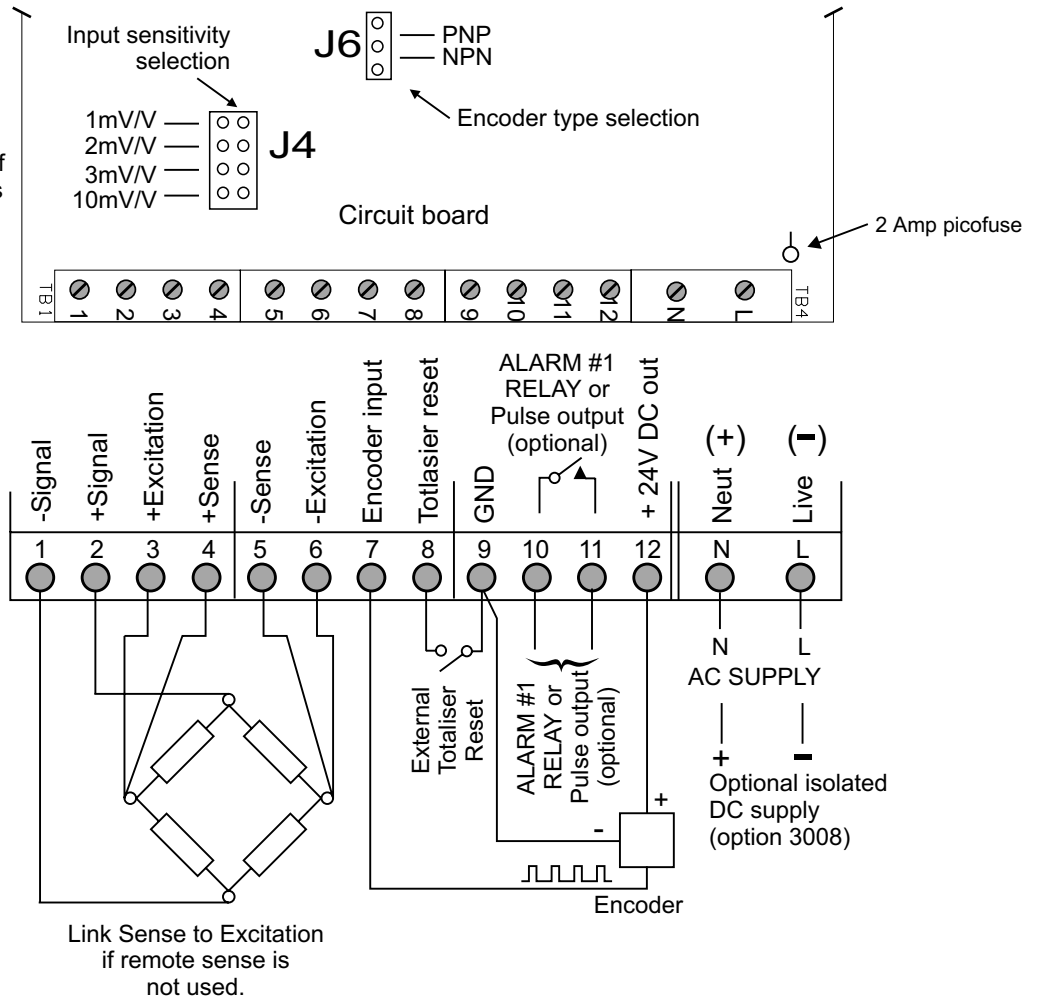 Input sensitivity
selection
J6
PNP
NPN
Encoder type selection
1mV/V
2mV/V
3mV/V
10mV/V
J4
Circuit board
2 Amp picofuse
TB1
1
2
3
4
5
6
7
8
9
10
11
12
N
L
TB4
-Signal
+Signal
+Excitation
+Sense
-Sense
-Excitation
Encoder input
Totlasier reset
GND
ALARM #1
RELAY or
Pulse output
(optional)
+ 24V DC out
(+)
Neut
(-)
Live
1
2
3
4
5
6
7
8
9
10
11
12
N
L
External
Totaliser
Reset
ALARM #1
RELAY or
Pulse output
(optional)
N
L
AC SUPPLY
+
-
Optional isolated
DC supply
(option 3008)
+
-
Encoder
Link Sense to Excitation
if remote sense is
not used.